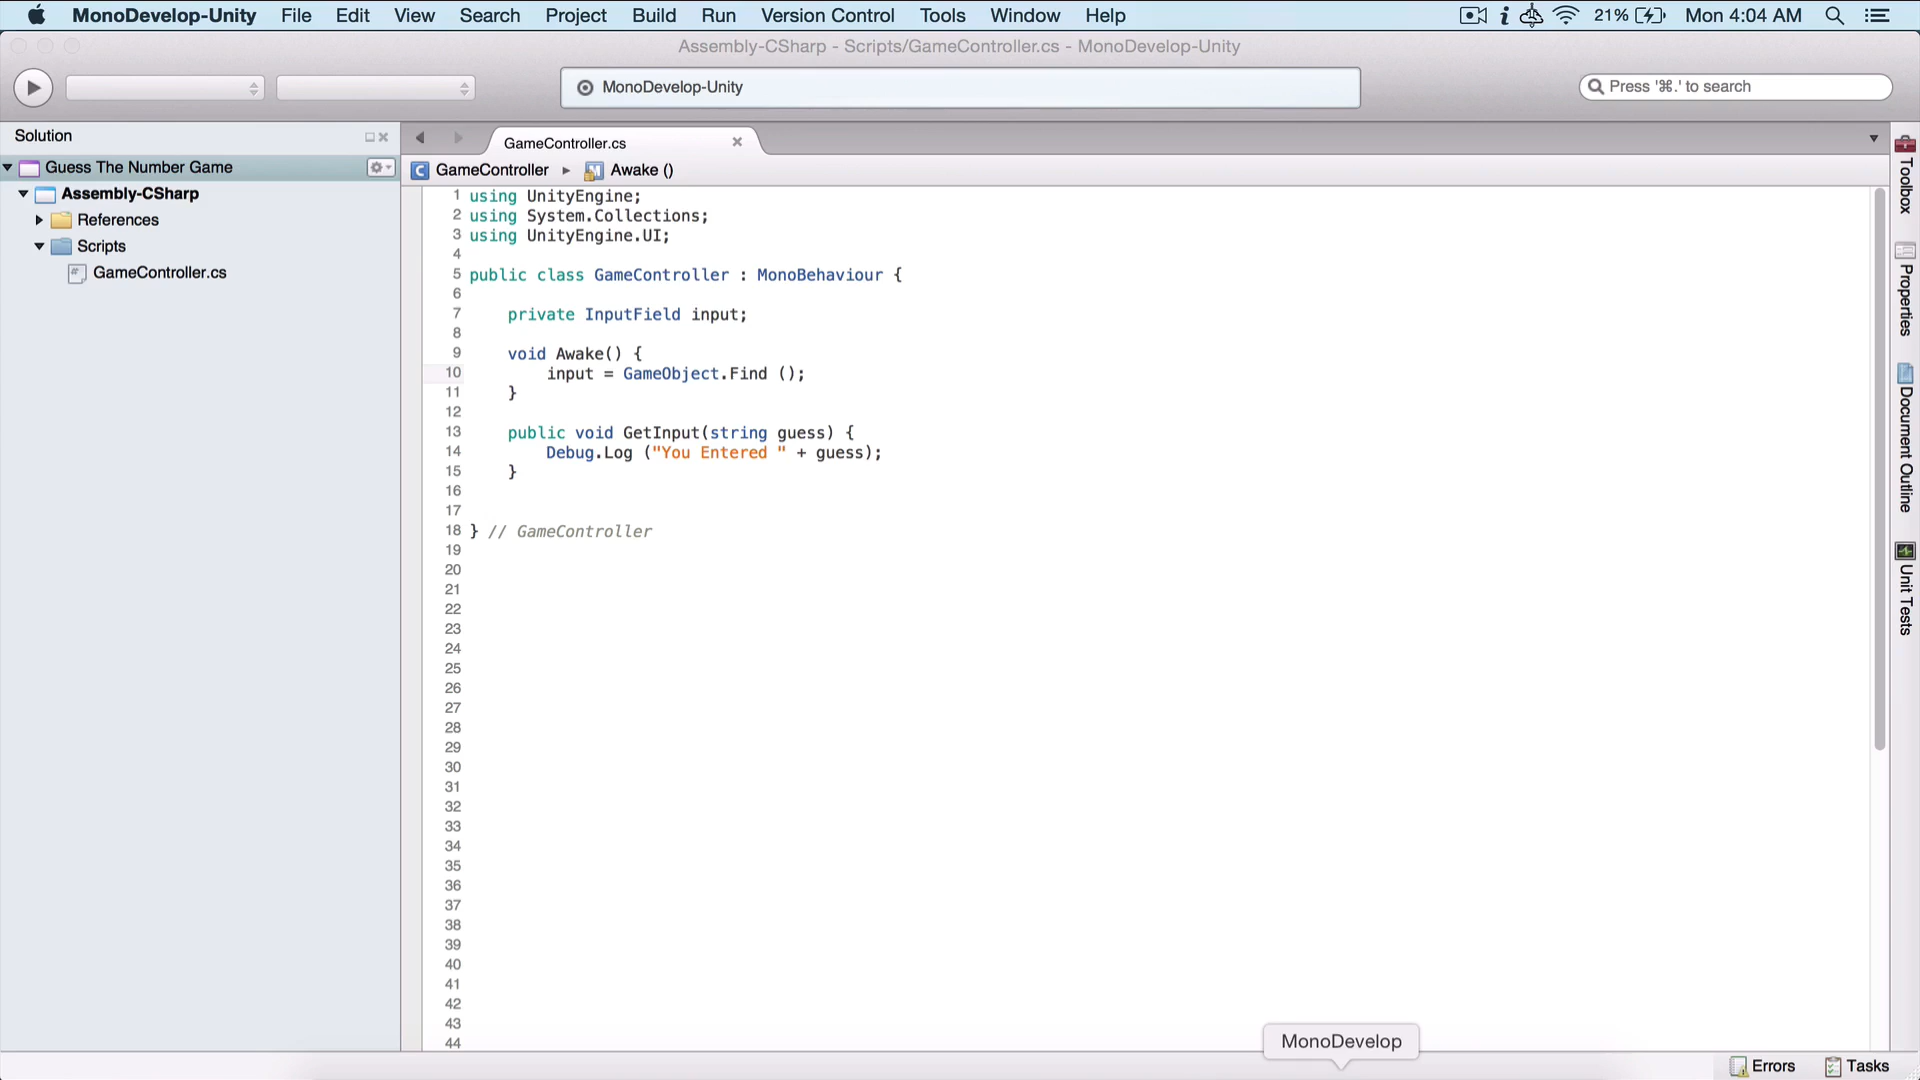 MonoDevelop-Unity File Edit View Search Project Build Run Version Control Tools Window Help 21% Mon 4:04 AM
Assembly-CSharp - Scripts/GameController.cs - MonoDevelop-Unity
MonoDevelop-Unity
Press '⌘.' to search
Solution
Guess The Number Game
Assembly-CSharp
References
Scripts
GameController.cs
GameController.cs
GameController ▸ Awake ()
1 using UnityEngine;
2 using System.Collections;
3 using UnityEngine.UI;
4
5 public class GameController : MonoBehaviour {
6
7 private InputField input;
8
9 void Awake() {
10 input = GameObject.Find ();
11 }
12
13 public void GetInput(string guess) {
14 Debug.Log ("You Entered " + guess);
15 }
16
17
18 } // GameController
19
20
21
22
23
24
25
26
27
28
29
30
31
32
33
34
35
36
37
38
39
40
41
42
43
44
Toolbox
Properties
Document Outline
Unit Tests
MonoDevelop
Errors Tasks